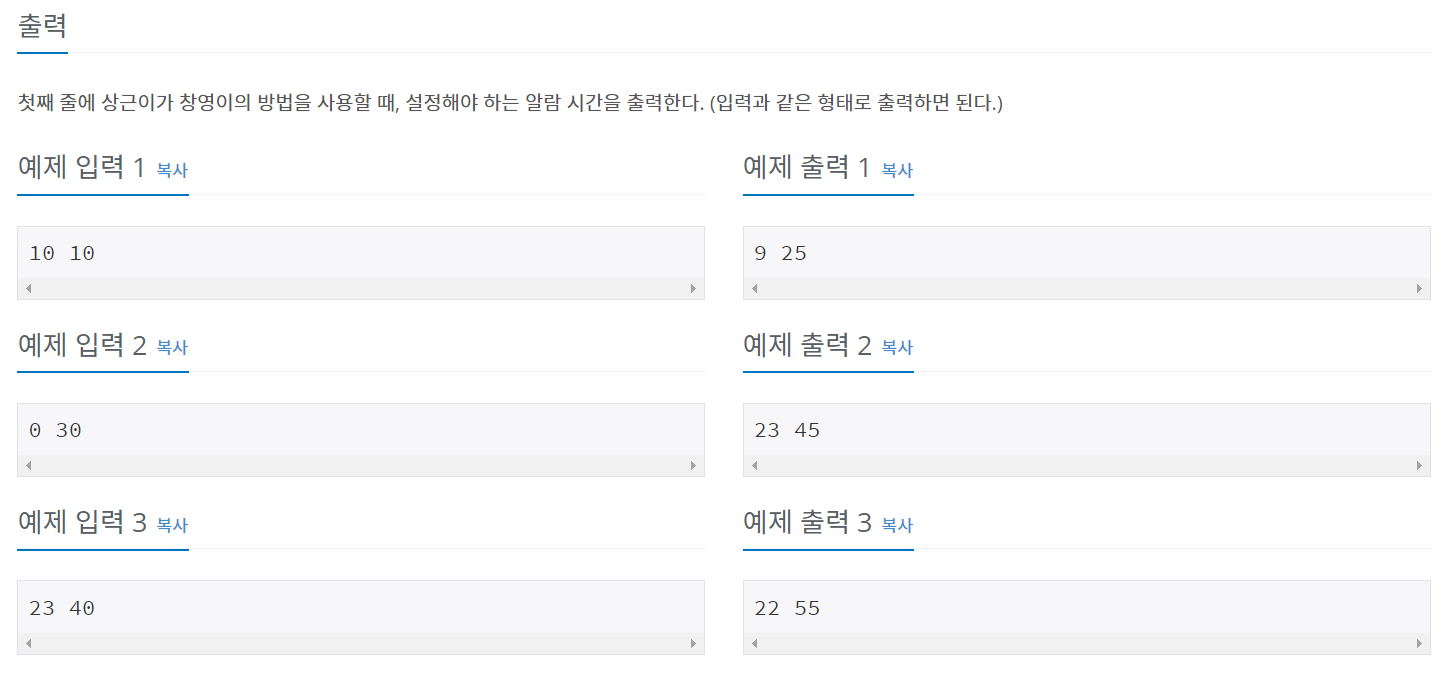 출력
첫째 줄에 상근이가 창영이의 방법을 사용할 때, 설정해야 하는 알람 시간을 출력한다. (입력과 같은 형태로 출력하면 된다.)
예제 입력 1 복사
10 10
예제 출력 1 복사
9 25
예제 입력 2 복사
0 30
예제 출력 2 복사
23 45
예제 입력 3 복사
23 40
예제 출력 3 복사
22 55